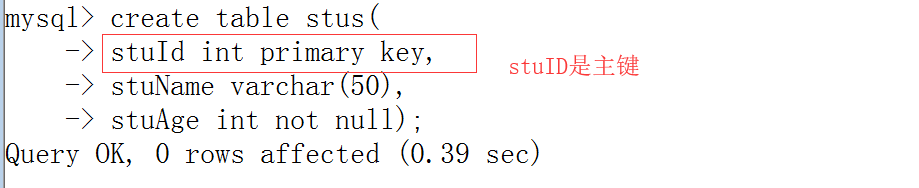 mysql> create table stus(
-> stuId int primary key,
stuID是主键
-> stuName varchar(50),
-> stuAge int not null);
Query OK, 0 rows affected (0.39 sec)